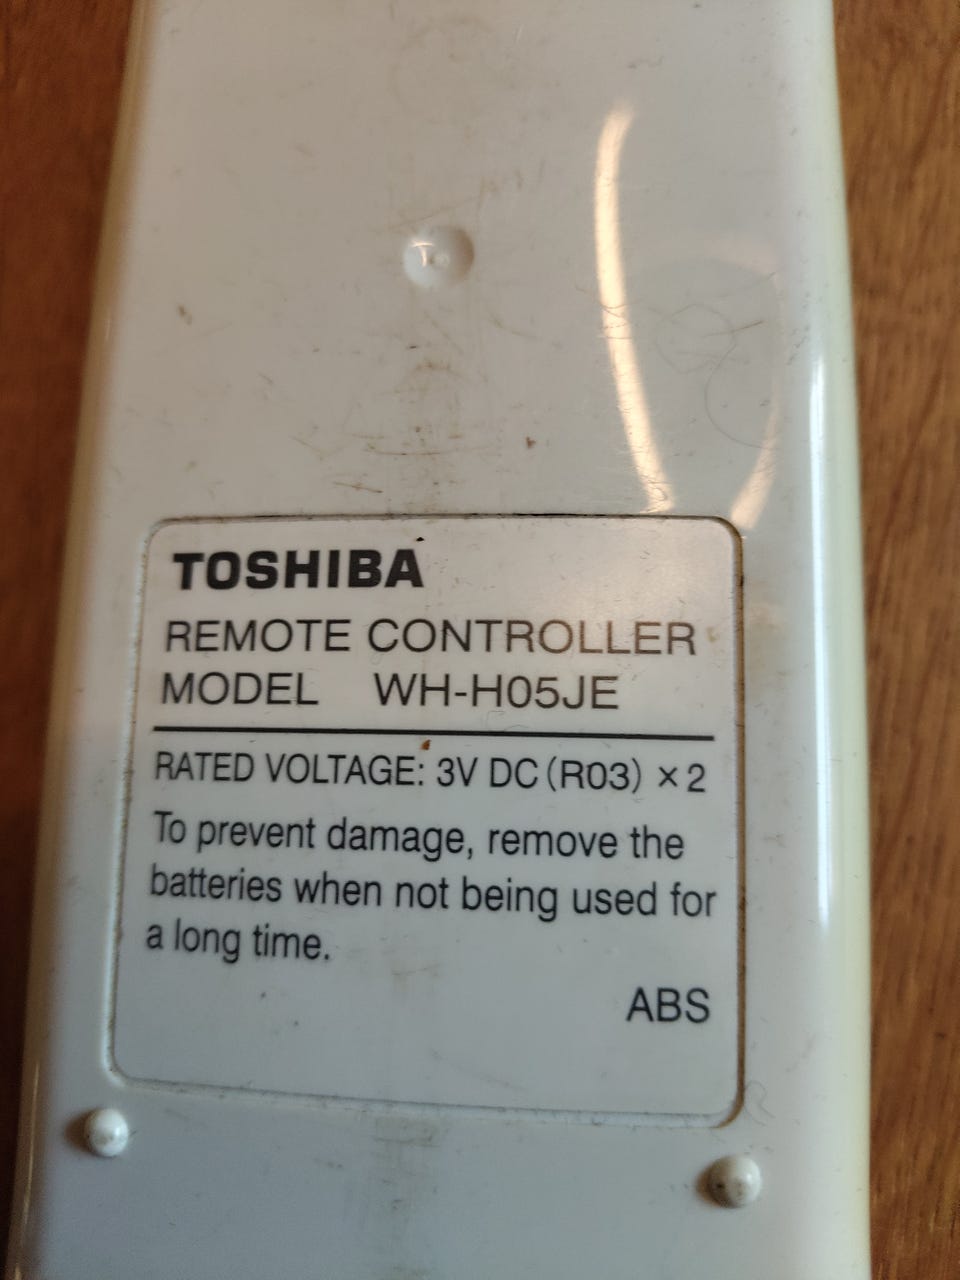 TOSHIBA
REMOTE CONTROLLER
MODEL WH-H05JE
RATED VOLTAGE: 3V DC (R03) ×2
To prevent damage, remove the
batteries when not being used for
a long time.
ABS